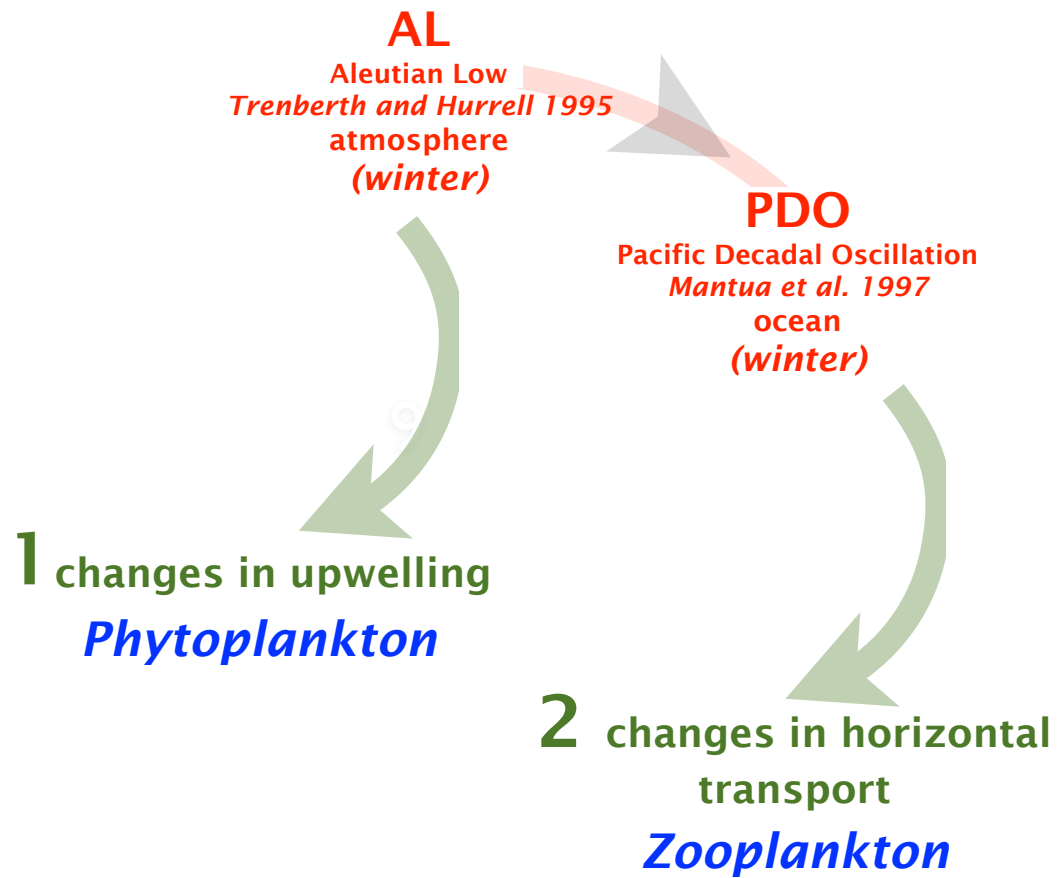 AL
Aleutian Low
Trenberth and Hurrell 1995
atmosphere
(winter)
PDO
Pacific Decadal Oscillation
Mantua et al. 1997
ocean
(winter)
9
1 changes in upwelling
Phytoplankton
2 changes in horizontal
transport
Zooplankton